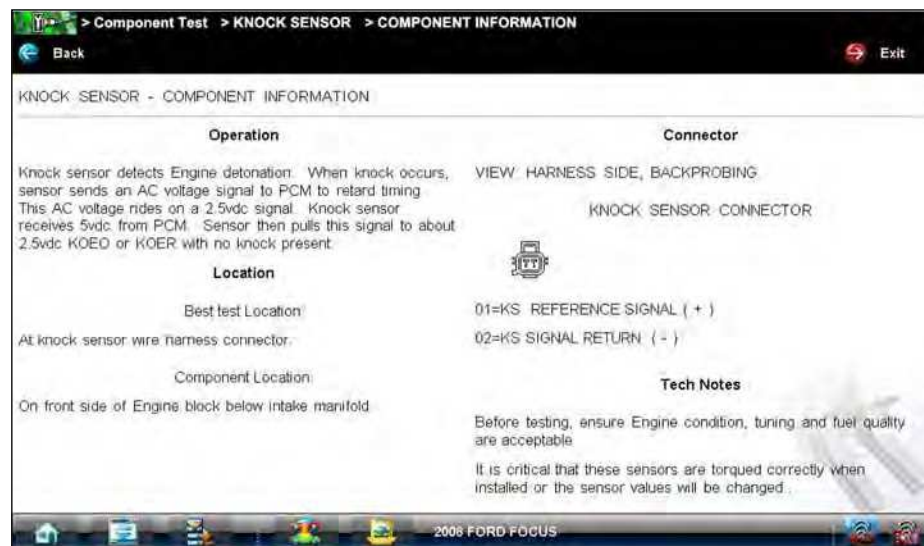 > Component Test > KNOCK SENSOR > COMPONENT INFORMATION
Back
Exit
KNOCK SENSOR - COMPONENT INFORMATION
Operation
Knock sensor detects Engine detonation. When knock occurs,
sensor sends an AC voltage signal to PCM to retard timing.
This AC voltage rides on a 2.5vdc signal. Knock sensor
receives 5vdc from PCM. Sensor then pulls this signal to about
2.5vdc KOEO or KOER with no knock present.
Location
Best test Location:
At knock sensor wire harness connector.
Component Location:
On front side of Engine block below intake manifold.
Connector
VIEW: HARNESS SIDE, BACKPROBING
KNOCK SENSOR CONNECTOR
01=KS REFERENCE SIGNAL ( + )
02=KS SIGNAL RETURN ( - )
Tech Notes
Before testing, ensure Engine condition, tuning and fuel quality
are acceptable.
It is critical that these sensors are torqued correctly when
installed or the sensor values will be changed.
2008 FORD FOCUS